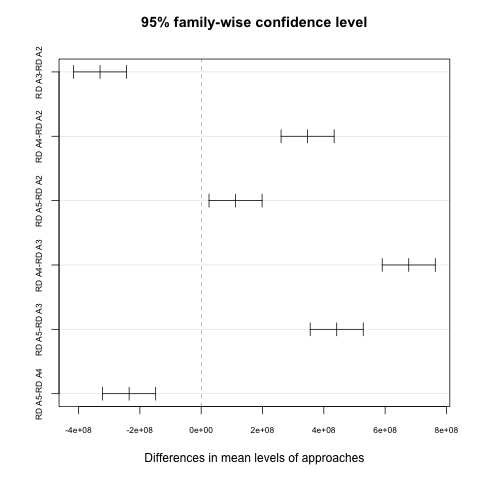 95% family-wise confidence level
RD A3-RD A2
RD A4-RD A2
RD A5-RD A2
RD A4-RD A3
RD A5-RD A3
RD A5-RD A4
-4e+08 -2e+08 0e+00 2e+08 4e+08 6e+08 8e+08
Differences in mean levels of approaches